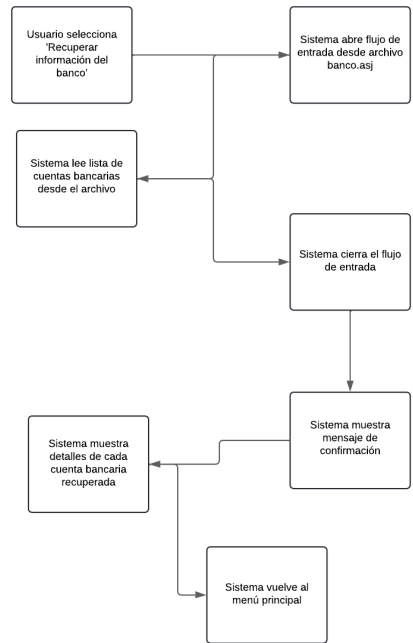 Usuario selecciona
'Recuperar
información del
banco'
Sistema abre flujo de
entrada desde archivo
banco.asj
Sistema lee lista de
cuentas bancarias
desde el archivo
Sistema cierra el flujo
de entrada
Sistema muestra
mensaje de
confirmación
Sistema muestra
detalles de cada
cuenta bancaria
recuperada
Sistema vuelve al
menú principal